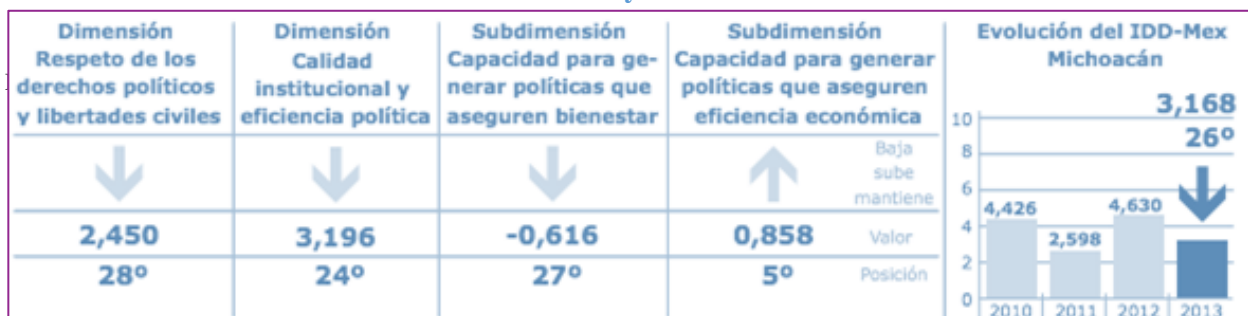 Dimensión
Respeto de los
derechos políticos
y libertades civiles
Dimensión
Calidad
institucional y
eficiencia política
Subdimensión
Capacidad para ge-
nerar políticas que
aseguren bienestar
Subdimensión
Capacidad para generar
políticas que aseguren
eficiencia económica
Baja
sube
mantiene
2,450
3,196
-0,616
0,858
Valor
28º
24º
27º
5º
Posición
Evolución del IDD-Mex
Michoacán
3,168
26º
10
8
6
4
2
0
4,426
2,598
4,630
2010
2011
2012
2013